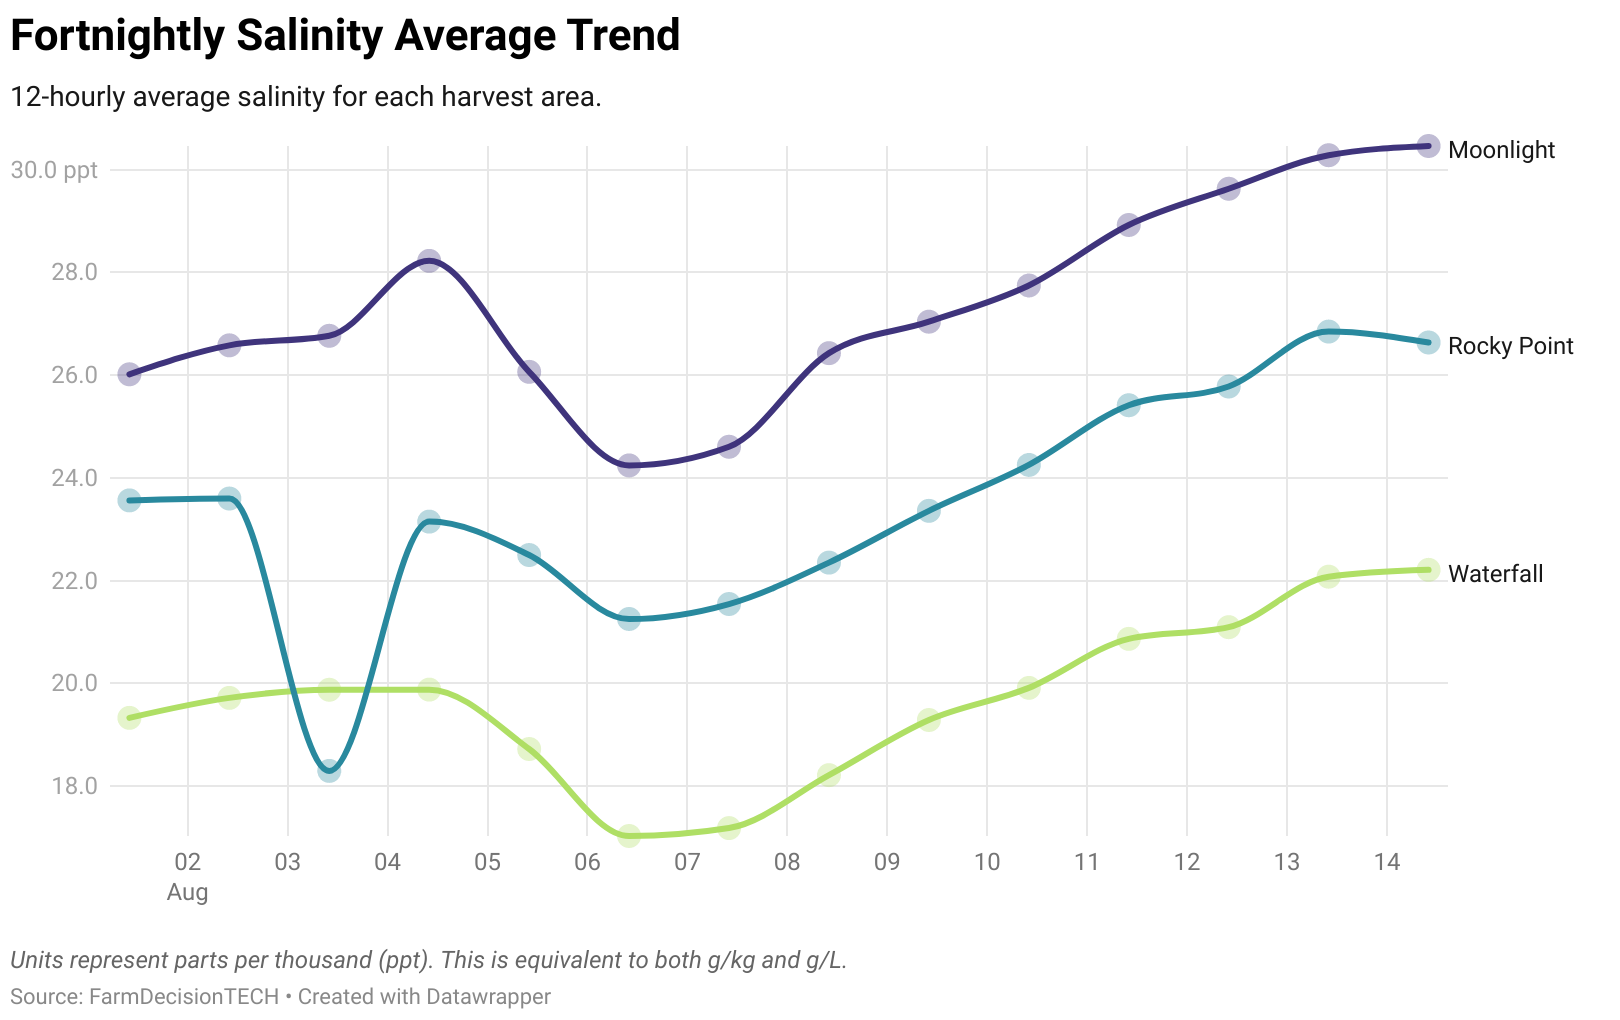 Fortnightly Salinity Average Trend
12-hourly average salinity for each harvest area.
30.0 ppt
28.0
26.0
24.0
22.0
20.0
18.0
Moonlight
Rocky Point
Waterfall
02 03 04 05 06 07 08 09 10 11 12 13 14
Aug
Units represent parts per thousand (ppt). This is equivalent to both g/kg and g/L.
Source: FarmDecisionTECH • Created with Datawrapper